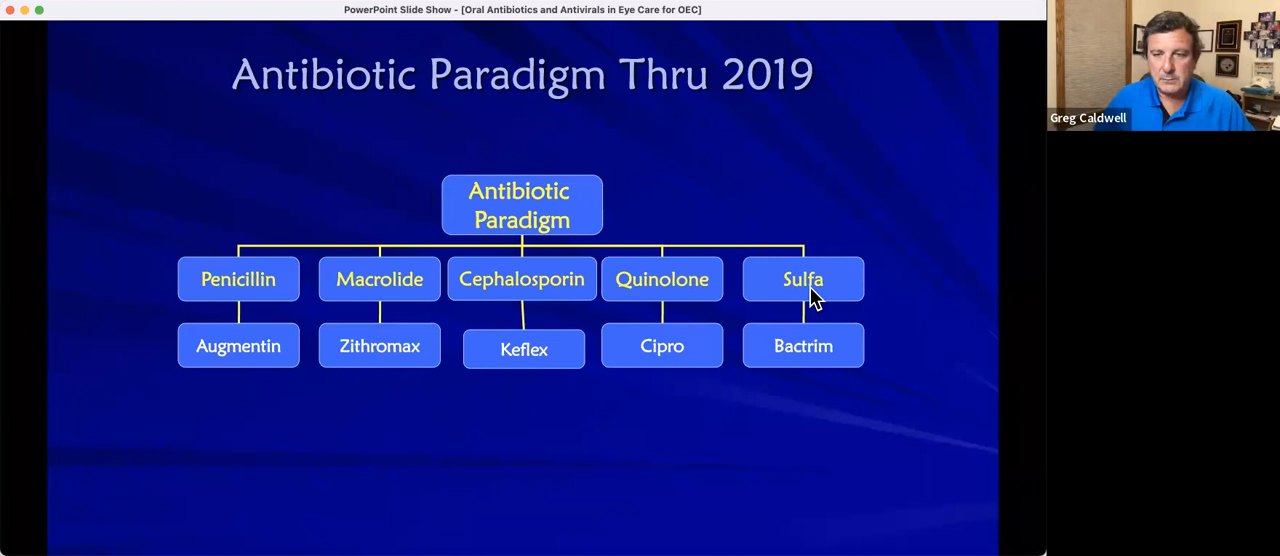 PowerPoint Slide Show - [Oral Antibiotics and Antivirals in Eye Care for OEC]
Antibiotic Paradigm Thru 2019
Antibiotic
Paradigm
Penicillin
Macrolide
Cephalosporin
Quinolone
Sulfa
Augmentin
Zithromax
Keflex
Cipro
Bactrim
Greg Caldwell